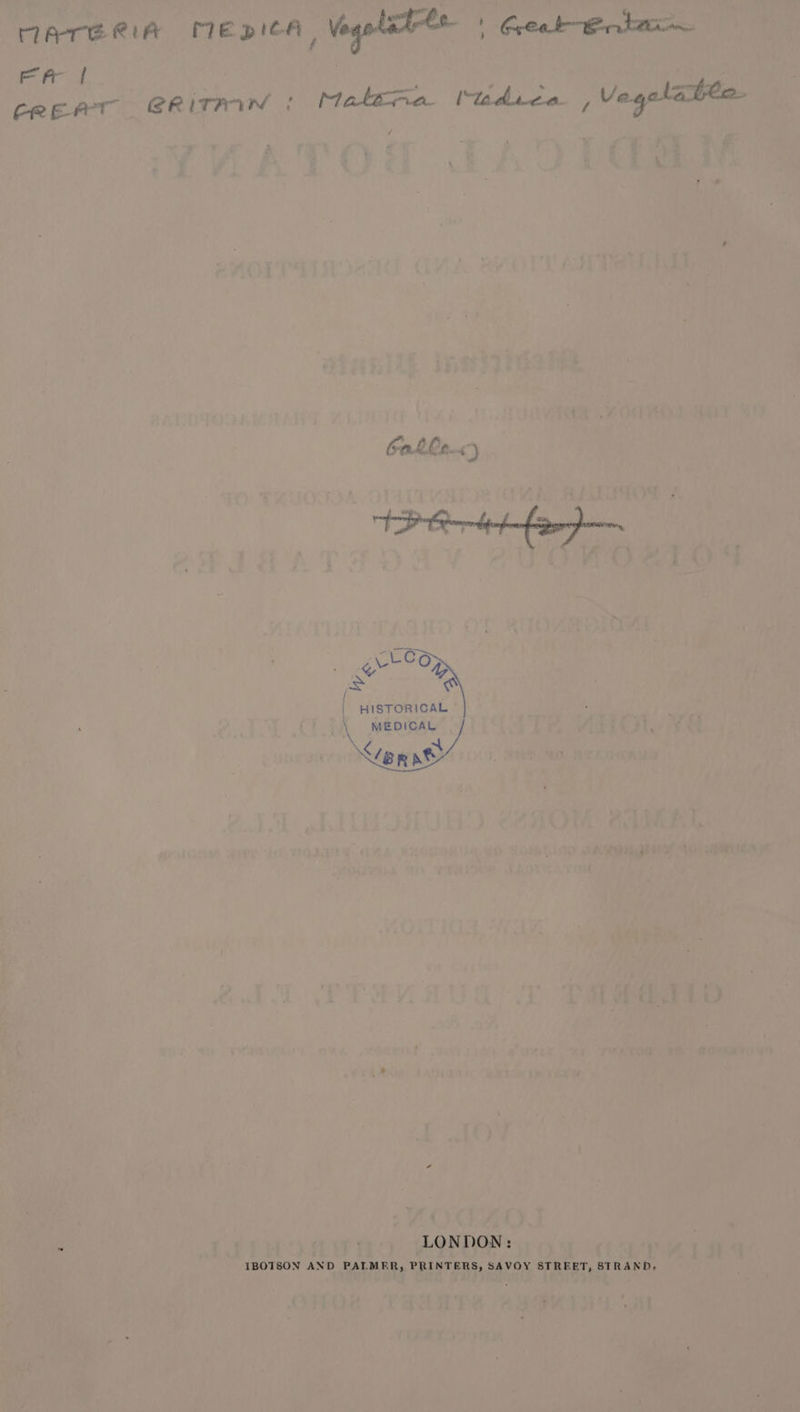 MATERIA MEDICA, Vegetable ; Great Britain
FA 1
GREAT BRITAIN : Materia Medica, Vegetable
WELLCOME
HISTORICAL
MEDICAL
LIBRARY
LONDON:
IBOTSON AND PALMER, PRINTERS, SAVOY STREET, STRAND.